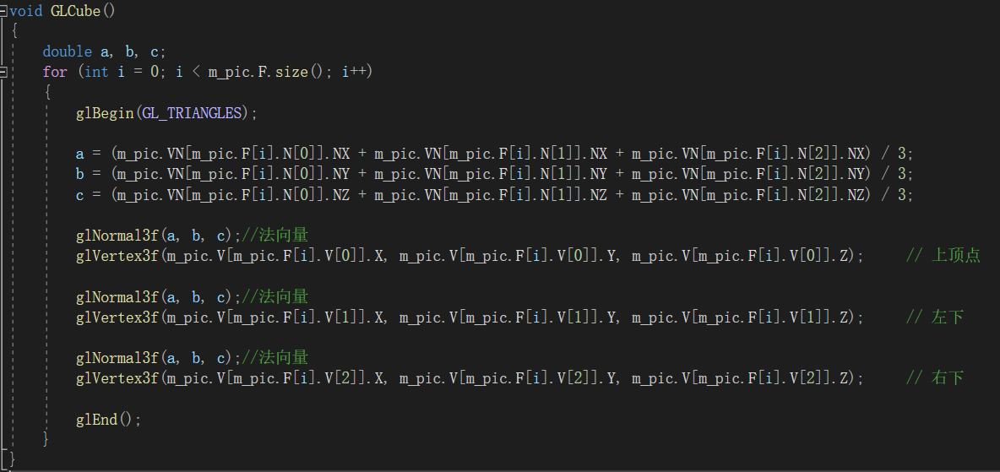 void GLCube()
{
double a, b, c;
for (int i = 0; i < m_pic.F.size(); i++)
{
glBegin(GL_TRIANGLES);
a = (m_pic.VN[m_pic.F[i].N[0]].NX + m_pic.VN[m_pic.F[i].N[1]].NX + m_pic.VN[m_pic.F[i].N[2]].NX) / 3;
b = (m_pic.VN[m_pic.F[i].N[0]].NY + m_pic.VN[m_pic.F[i].N[1]].NY + m_pic.VN[m_pic.F[i].N[2]].NY) / 3;
c = (m_pic.VN[m_pic.F[i].N[0]].NZ + m_pic.VN[m_pic.F[i].N[1]].NZ + m_pic.VN[m_pic.F[i].N[2]].NZ) / 3;
glNormal3f(a, b, c);//法向量
glVertex3f(m_pic.V[m_pic.F[i].V[0]].X, m_pic.V[m_pic.F[i].V[0]].Y, m_pic.V[m_pic.F[i].V[0]].Z); // 上顶点
glNormal3f(a, b, c);//法向量
glVertex3f(m_pic.V[m_pic.F[i].V[1]].X, m_pic.V[m_pic.F[i].V[1]].Y, m_pic.V[m_pic.F[i].V[1]].Z); // 左下
glNormal3f(a, b, c);//法向量
glVertex3f(m_pic.V[m_pic.F[i].V[2]].X, m_pic.V[m_pic.F[i].V[2]].Y, m_pic.V[m_pic.F[i].V[2]].Z); // 右下
glEnd();
}
}